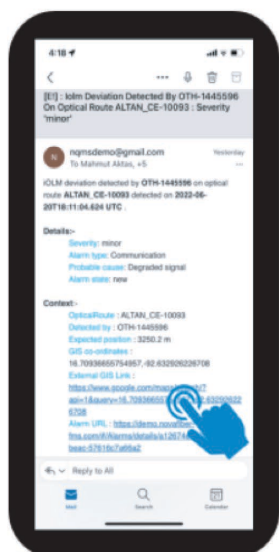 4:18
[E!] : Iolm Deviation Detected By OTH-1445596
On Optical Route ALTAN_CE-10093 : Severity
'minor'
N
nqmsdemo@gmail.com
Yesterday
To Mahmut Aktas, +5
iOLM deviation detected by OTH-1445596 on optical
route ALTAN_CE-10093 detected on 2022-06-
20T16:11:04.624 UTC .
Details:-
Severity: minor
Alarm type: Communication
Probable cause: Degraded signal
Alarm state: new
Context:-
OpticalRoute : ALTAN_CE-10093
Detected by : OTH-1445596
Expected position : 3250.2 m
GIS co-ordinates :
16.70936655754957,-92.632926226708
External GIS Link :
https://www.google.com/maps/
api=1&query=16.709366557
6708
Alarm URL : https://demo.
fms.com/#/Alarms/details/
beac-57616c7a66a2
Reply to All
Mail
Search
Calendar